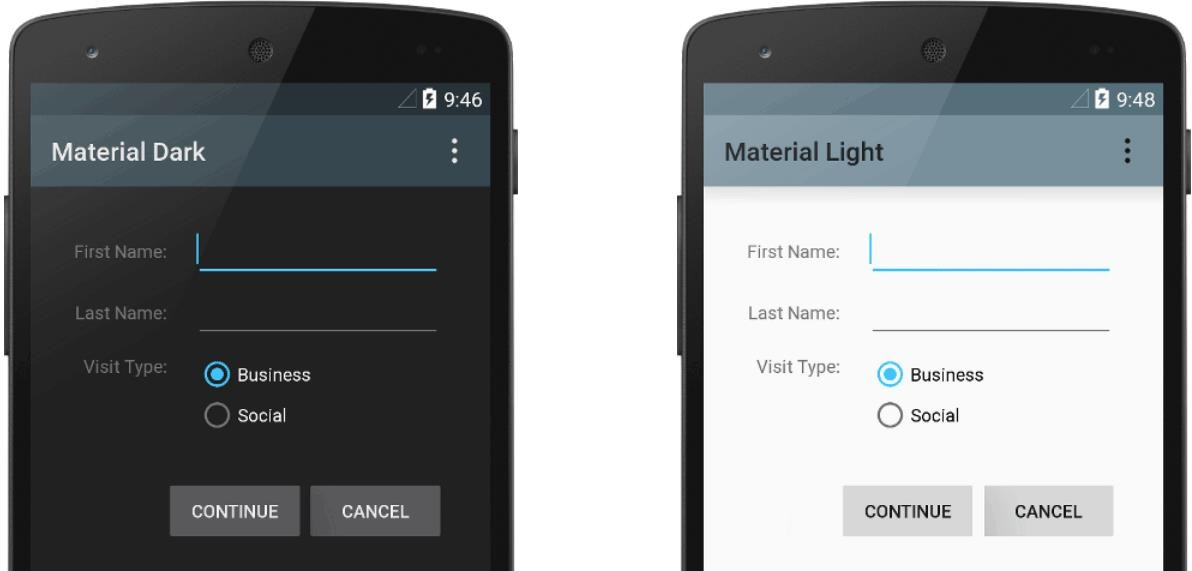 9:46
Material Dark
First Name:
Last Name:
Visit Type:
Business
Social
CONTINUE CANCEL
9:48
Material Light
First Name:
Last Name:
Visit Type:
Business
Social
CONTINUE CANCEL